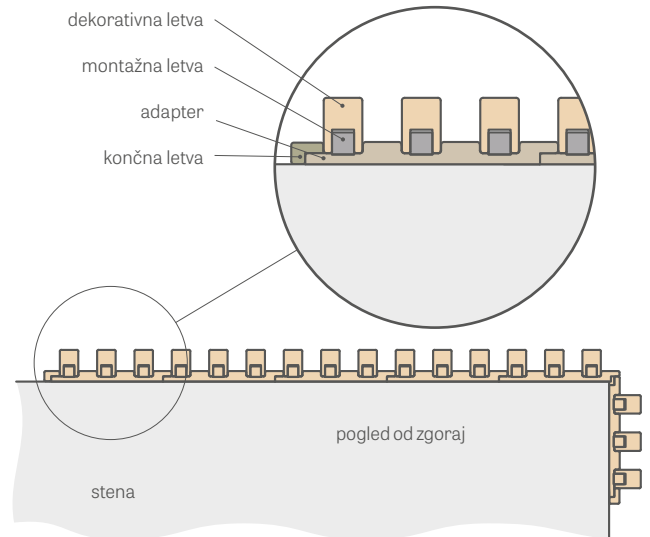 dekorativna letva
montažna letva
adapter
končna letva
pogled od zgoraj
stena